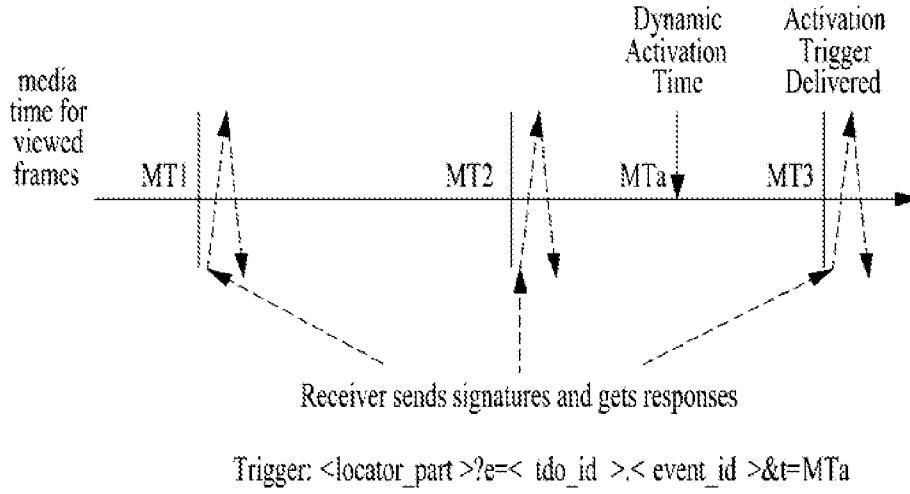 Dynamic
Activation
Time
Activation
Trigger
Delivered
media
time for
viewed
frames
MT1
MT2
MTa
MT3
Receiver sends signatures and gets responses
Trigger: <locator_part >?e=< tdo_id >.< event_id >&t=MTa